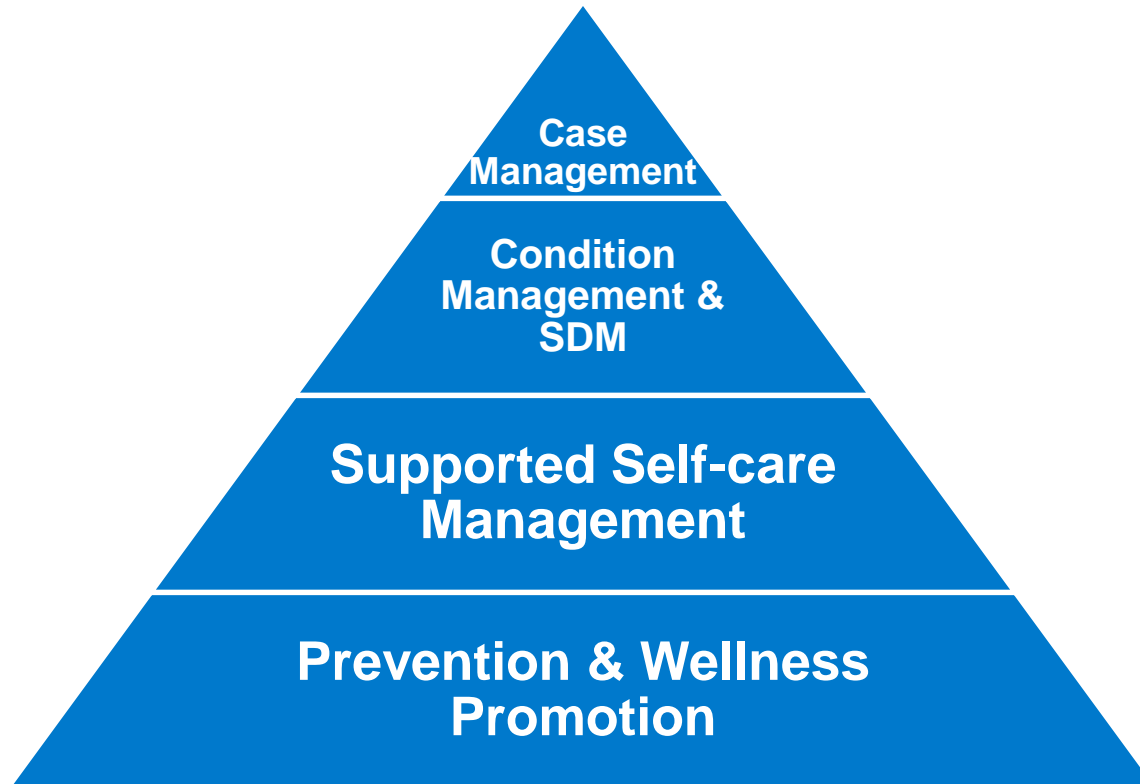 Case
Management
Condition
Management &
SDM
Supported Self-care
Management
Prevention & Wellness
Promotion